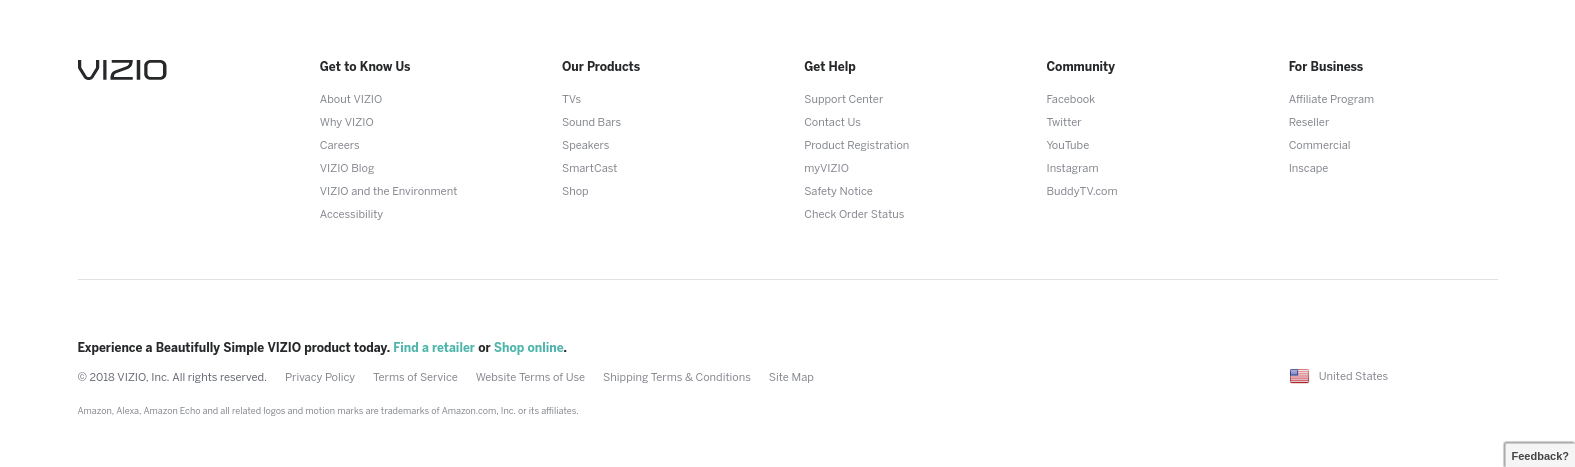 VIZIO
Get to Know Us
About VIZIO
Why VIZIO
Careers
VIZIO Blog
VIZIO and the Environment
Accessibility
Our Products
TVs
Sound Bars
Speakers
SmartCast
Shop
Get Help
Support Center
Contact Us
Product Registration
myVIZIO
Safety Notice
Check Order Status
Community
Facebook
Twitter
YouTube
Instagram
BuddyTV.com
For Business
Affiliate Program
Reseller
Commercial
Inscape
Experience a Beautifully Simple VIZIO product today. Find a retailer or Shop online.
© 2018 VIZIO, Inc. All rights reserved. Privacy Policy Terms of Service Website Terms of Use Shipping Terms & Conditions Site Map
United States
Amazon, Alexa, Amazon Echo and all related logos and motion marks are trademarks of Amazon.com, Inc. or its affiliates.
Feedback?